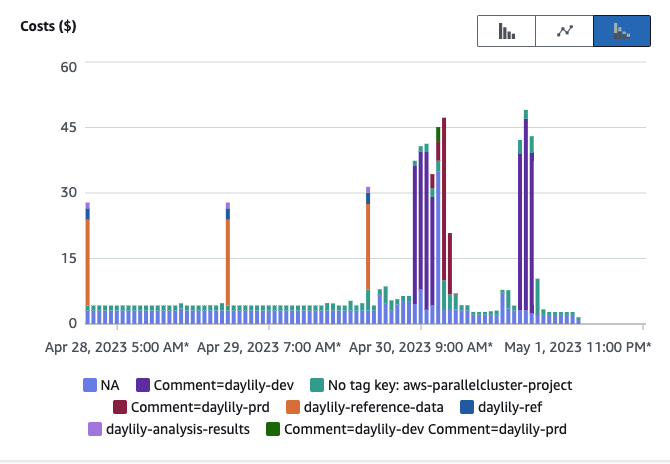 Costs ($)
60
45
30
15
0
Apr 28, 2023 5:00 AM* Apr 29, 2023 7:00 AM* Apr 30, 2023 9:00 AM* May 1, 2023 11:00 PM*
NA Comment=daylily-dev No tag key: aws-parallelcluster-project
Comment=daylily-prd daylily-reference-data daylily-ref
daylily-analysis-results Comment=daylily-dev Comment=daylily-prd